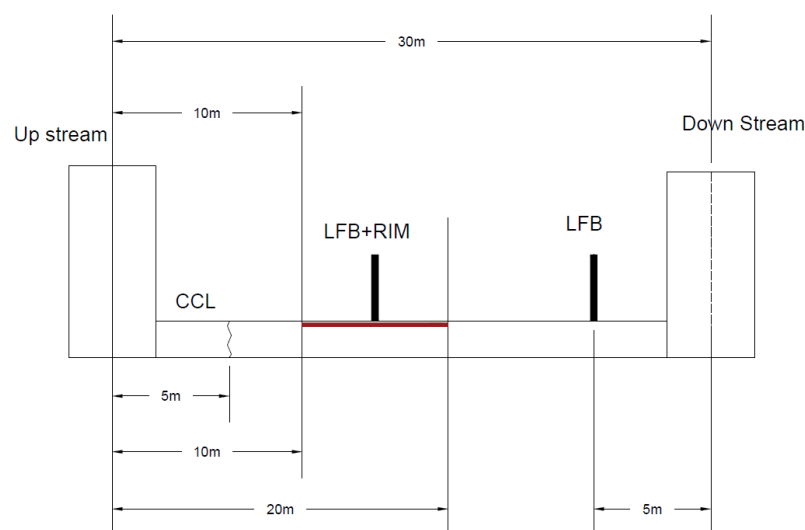 30m
10m
Up stream
Down Stream
LFB+RIM
LFB
CCL
5m
10m
20m
5m